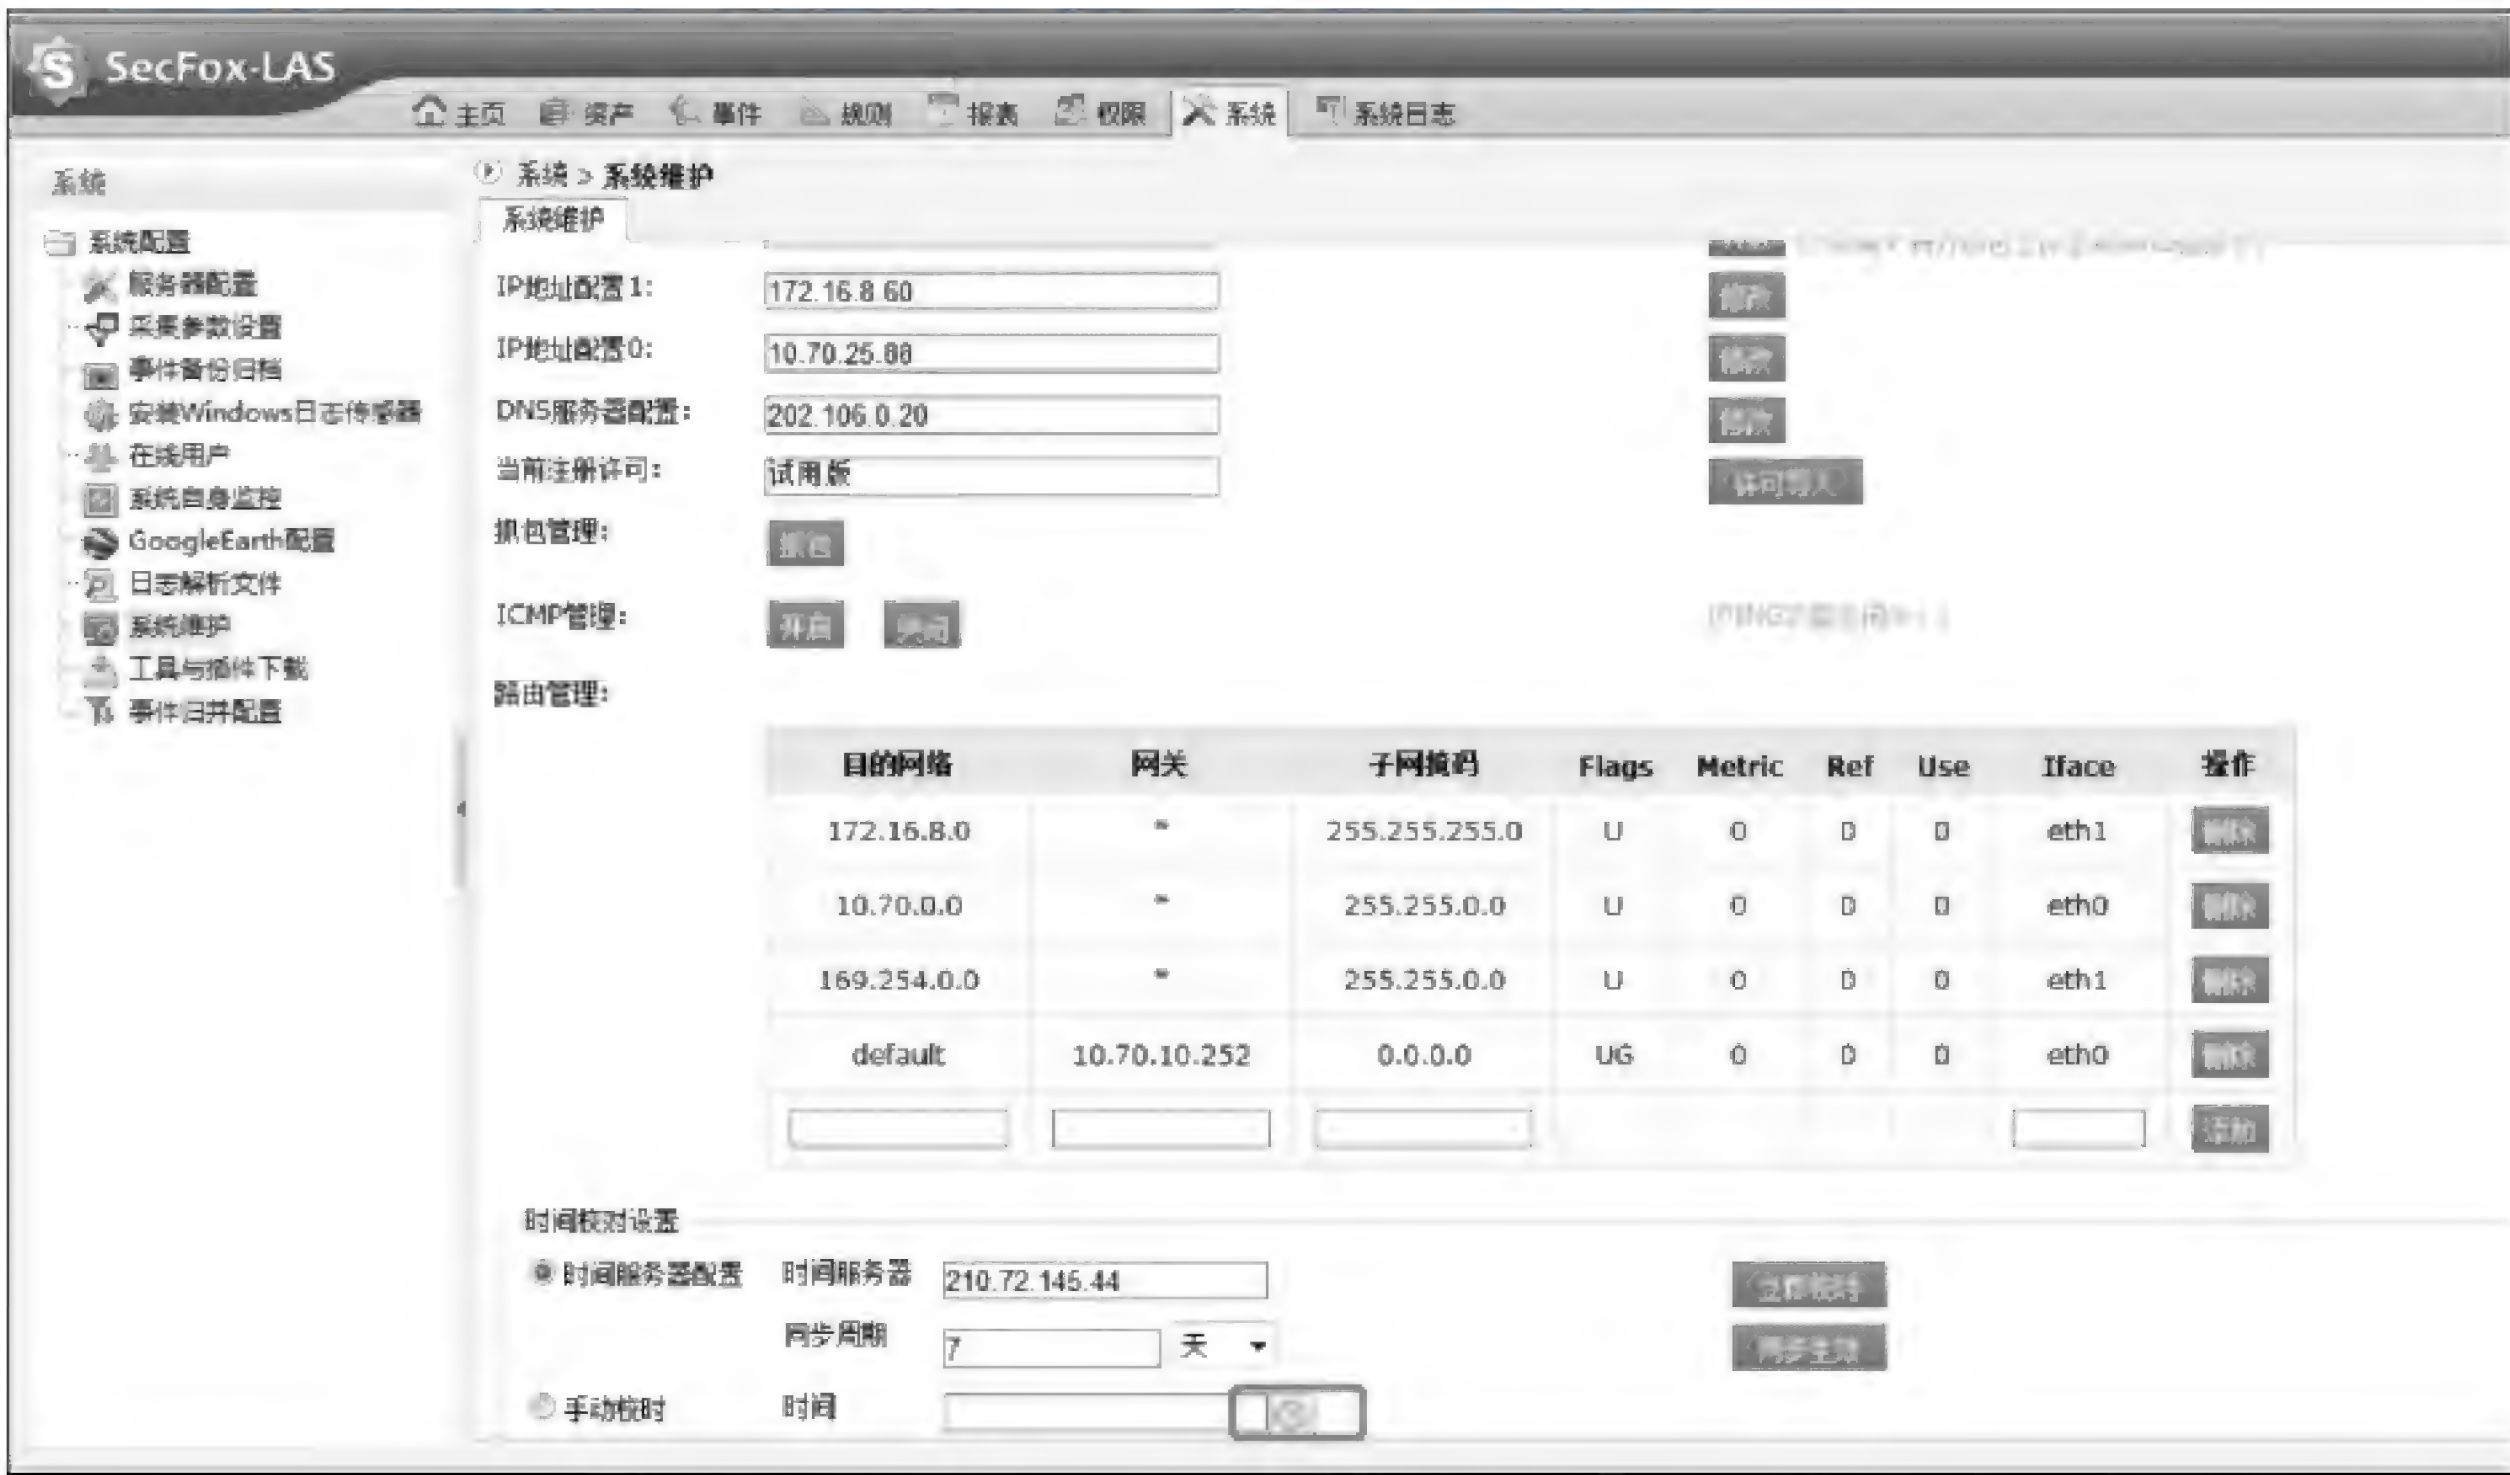 SecFox-LAS
主页 资产 事件 规则 报表 权限 系统 系统日志
系统
系统配置
服务器配置
采集参数设置
事件备份归档
安装Windows日志传感器
在线用户
系统自身监控
GoogleEarth配置
日志解析文件
系统维护
工具与插件下载
事件归并配置
系统 > 系统维护
系统维护
IP地址配置1: 172.16.8.60 修改
IP地址配置0: 10.70.25.88 修改
DNS服务器配置: 202.106.0.20 修改
当前注册许可: 试用版 许可导入
抓包管理: 抓包
ICMP管理: 开启 关闭
路由管理:
目的网络 网关 子网掩码 Flags Metric Ref Use Iface 操作
172.16.8.0 * 255.255.255.0 U 0 0 0 eth1 删除
10.70.0.0 * 255.255.0.0 U 0 0 0 eth0 删除
169.254.0.0 * 255.255.0.0 U 0 0 0 eth1 删除
default 10.70.10.252 0.0.0.0 UG 0 0 0 eth0 删除
添加
时间校对设置
时间服务器配置 时间服务器 210.72.145.44 立即校时
同步周期 7 天 同步生效
手动校时 时间